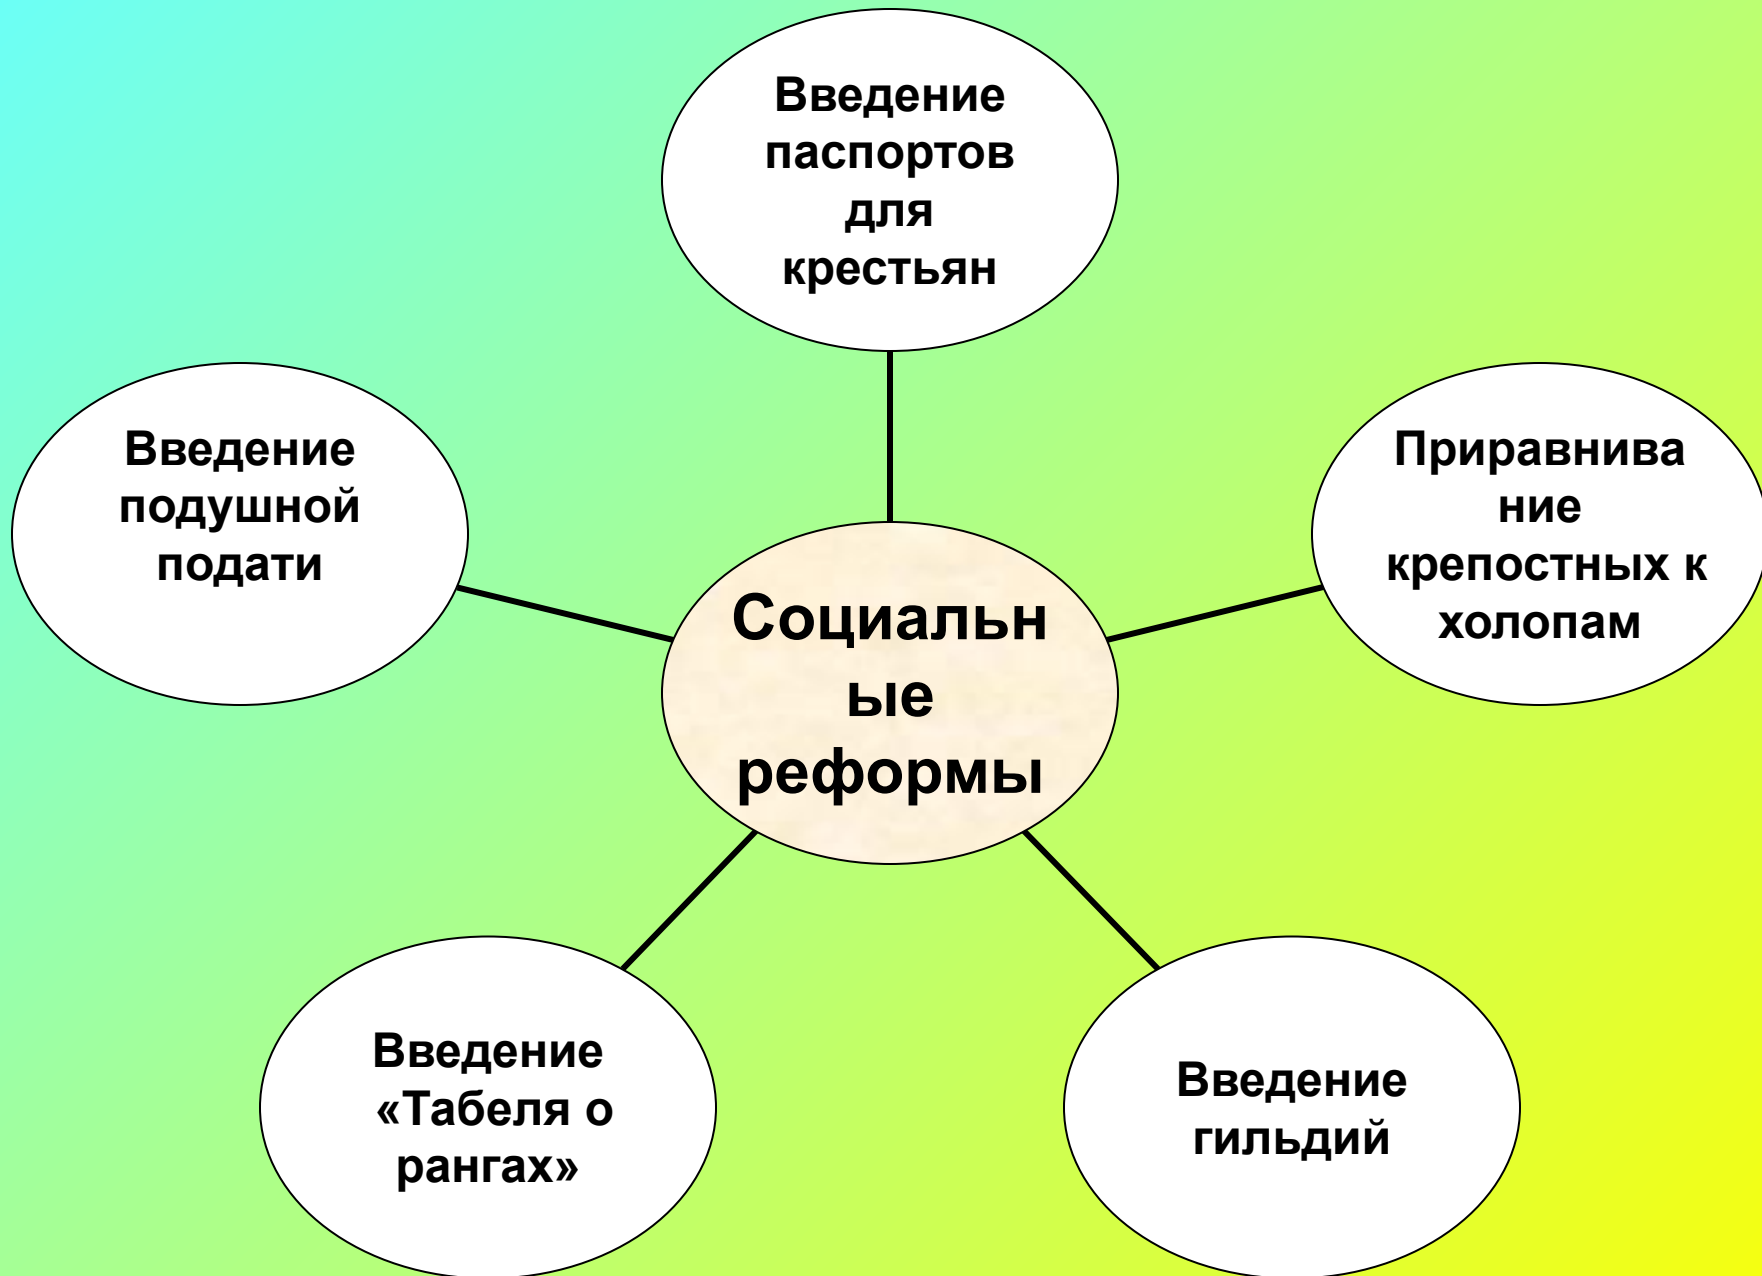 Введение
паспортов
для
крестьян
Введение
подушной
подати
Приравнива
ние
крепостных к
холопам
Социальн
ые
реформы
Введение
«Табеля о
рангах»
Введение
гильдий